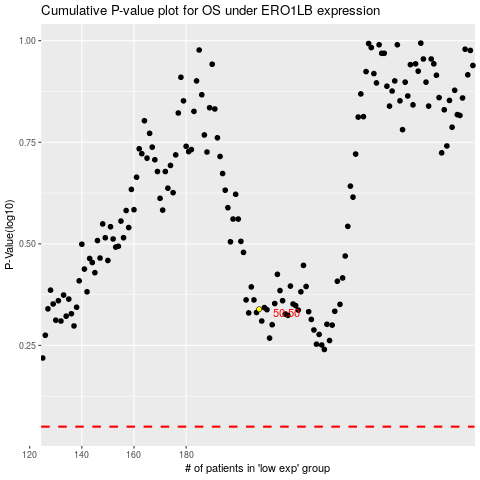 Cumulative P-value plot for OS under ERO1LB expression
1.00
0.75
0.50
0.25
P-Value(log10)
50-50
120 140 160 180
# of patients in 'low exp' group